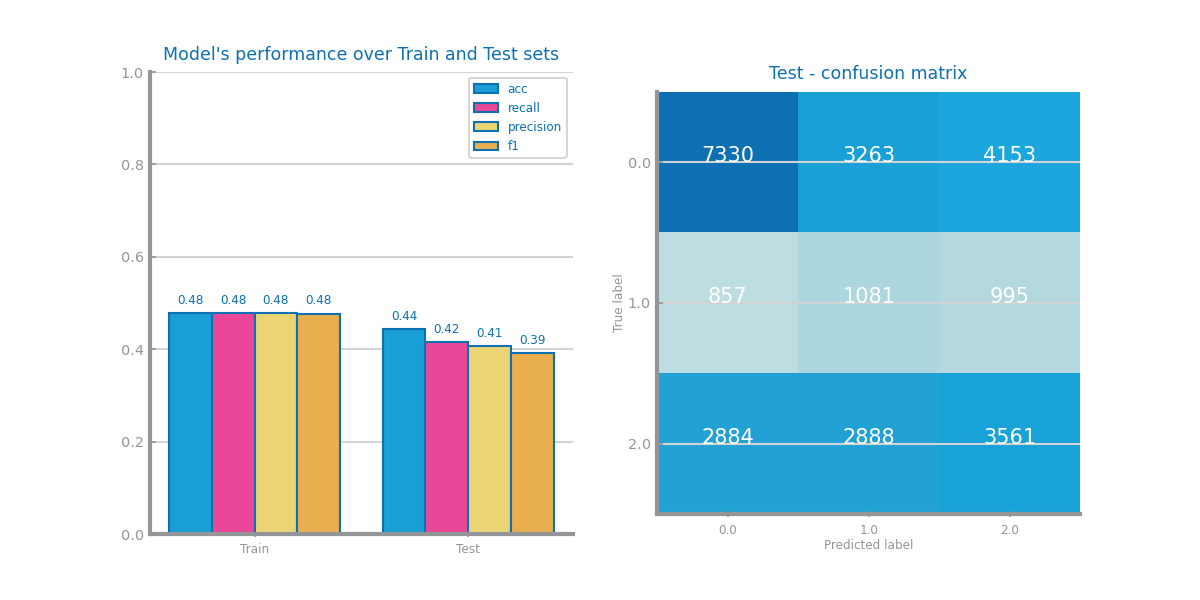 Model's performance over Train and Test sets
1.0
0.8
0.6
0.4
0.2
0.0
acc
recall
precision
f1
0.48 0.48 0.48 0.48
0.44 0.42 0.41 0.39
Train Test
Test - confusion matrix
True label
0.0 7330 3263 4153
1.0 857 1081 995
2.0 2884 2888 3561
0.0 1.0 2.0
Predicted label